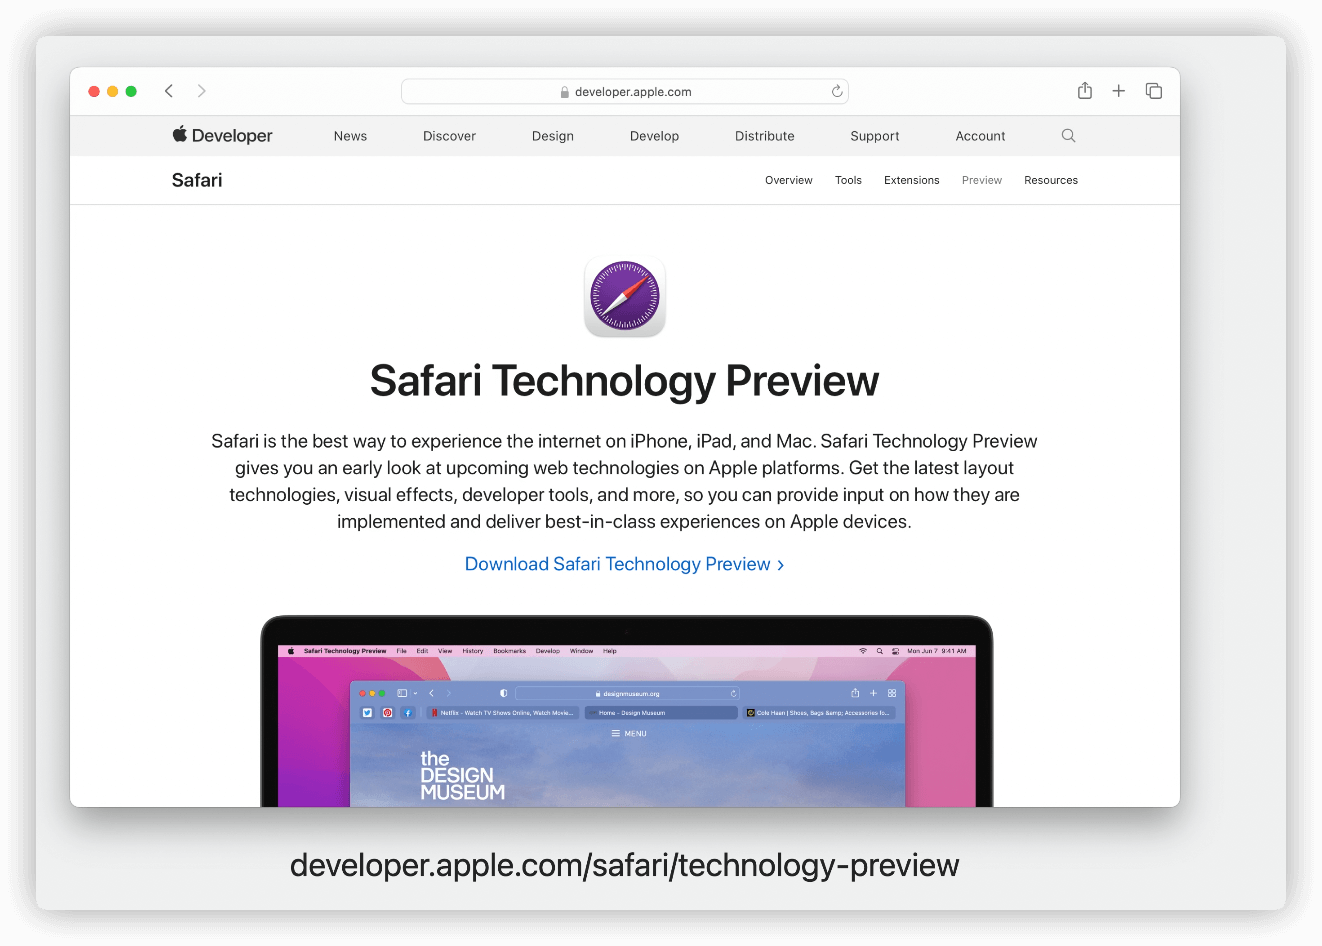 developer.apple.com
Developer News Discover Design Develop Distribute Support Account
Safari Overview Tools Extensions Preview Resources
Safari Technology Preview
Safari is the best way to experience the internet on iPhone, iPad, and Mac. Safari Technology Preview
gives you an early look at upcoming web technologies on Apple platforms. Get the latest layout
technologies, visual effects, developer tools, and more, so you can provide input on how they are
implemented and deliver best-in-class experiences on Apple devices.
Download Safari Technology Preview ›
Safari Technology Preview File Edit View History Bookmarks Develop Window Help Mon Jun 7 9:41 AM
designmuseum.org
Netflix – Watch TV Shows Online, Watch Movie... Home – Design Museum Cole Haan | Shoes, Bags &amp; Accessories fo...
MENU
the
DESIGN
MUSEUM
developer.apple.com/safari/technology-preview